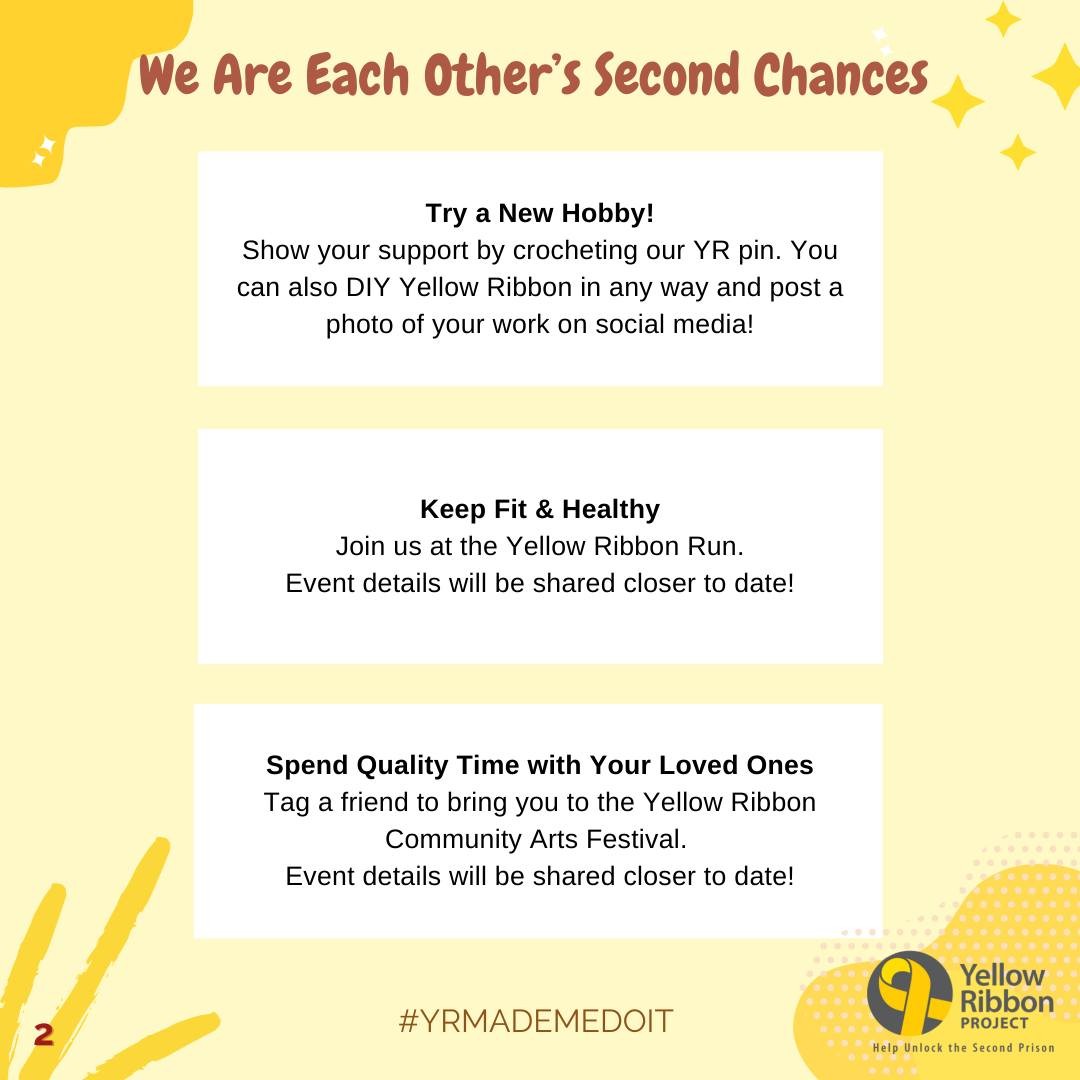 We Are Each Other’s Second Chances
Try a New Hobby!
Show your support by crocheting our YR pin. You
can also DIY Yellow Ribbon in any way and post a
photo of your work on social media!
Keep Fit & Healthy
Join us at the Yellow Ribbon Run.
Event details will be shared closer to date!
Spend Quality Time with Your Loved Ones
Tag a friend to bring you to the Yellow Ribbon
Community Arts Festival.
Event details will be shared closer to date!
2
#YRMADEMEDOIT
Yellow
Ribbon
PROJECT
Help Unlock the Second Prison